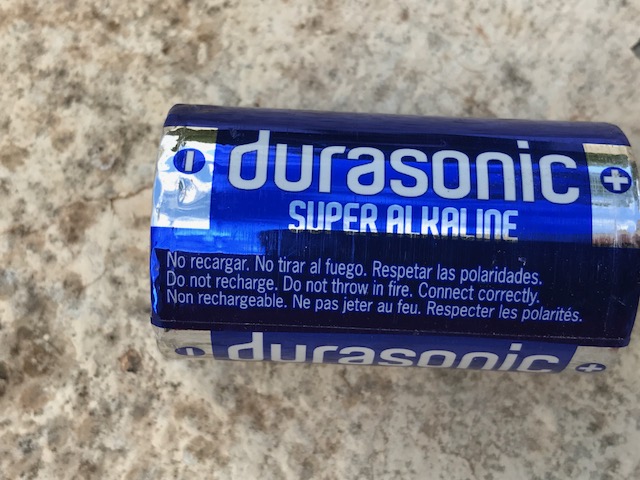 durasonic
SUPER ALKALINE
No recargar. No tirar al fuego. Respetar las polaridades.
Do not recharge. Do not throw in fire. Connect correctly.
Non rechargeable. Ne pas jeter au feu. Respecter les polarités.
durasonic